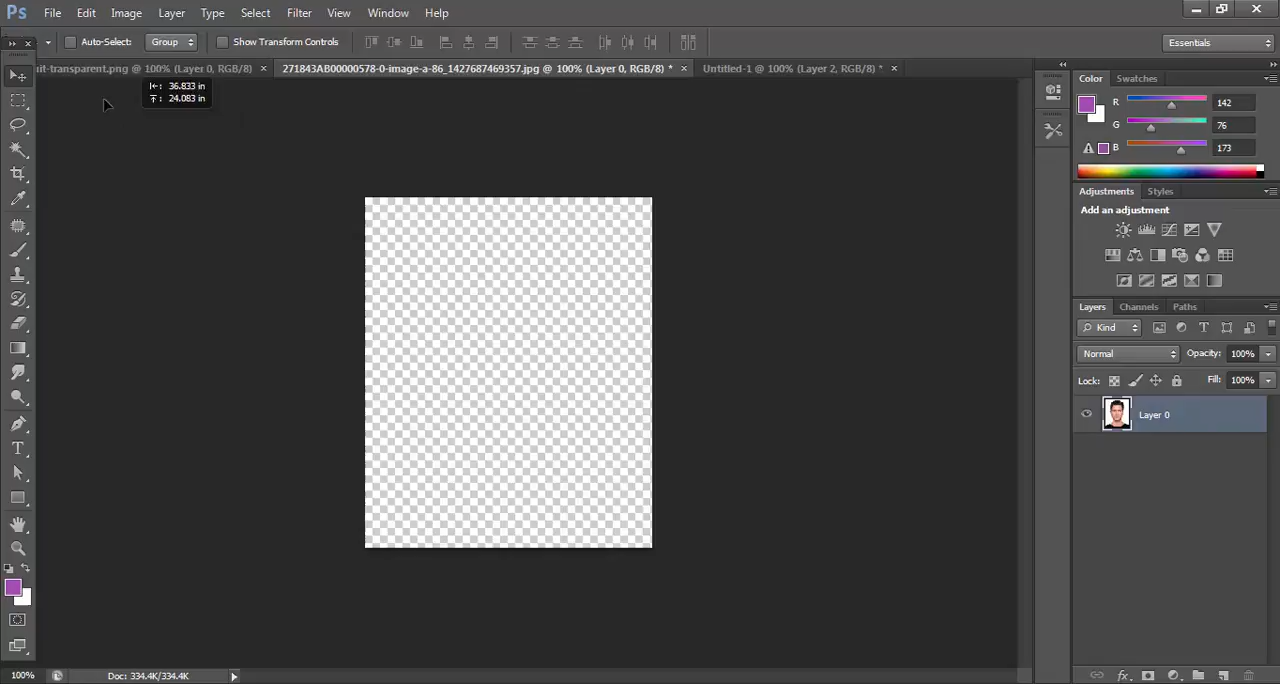 Ps File Edit Image Layer Type Select Filter View Window Help
Auto-Select: Group Show Transform Controls Essentials
uit-transparent.png @ 100% (Layer 0, RGB/8) × 271843AB00000578-0-image-a-86_1427687469357.jpg @ 100% (Layer 0, RGB/8) * × Untitled-1 @ 100% (Layer 2, RGB/8) * ×
36.833 in
24.083 in
Color Swatches
R 142
G 76
B 173
Adjustments Styles
Add an adjustment
Layers Channels Paths
Kind
Normal Opacity: 100%
Lock: Fill: 100%
Layer 0
100% Doc: 334.4K/334.4K